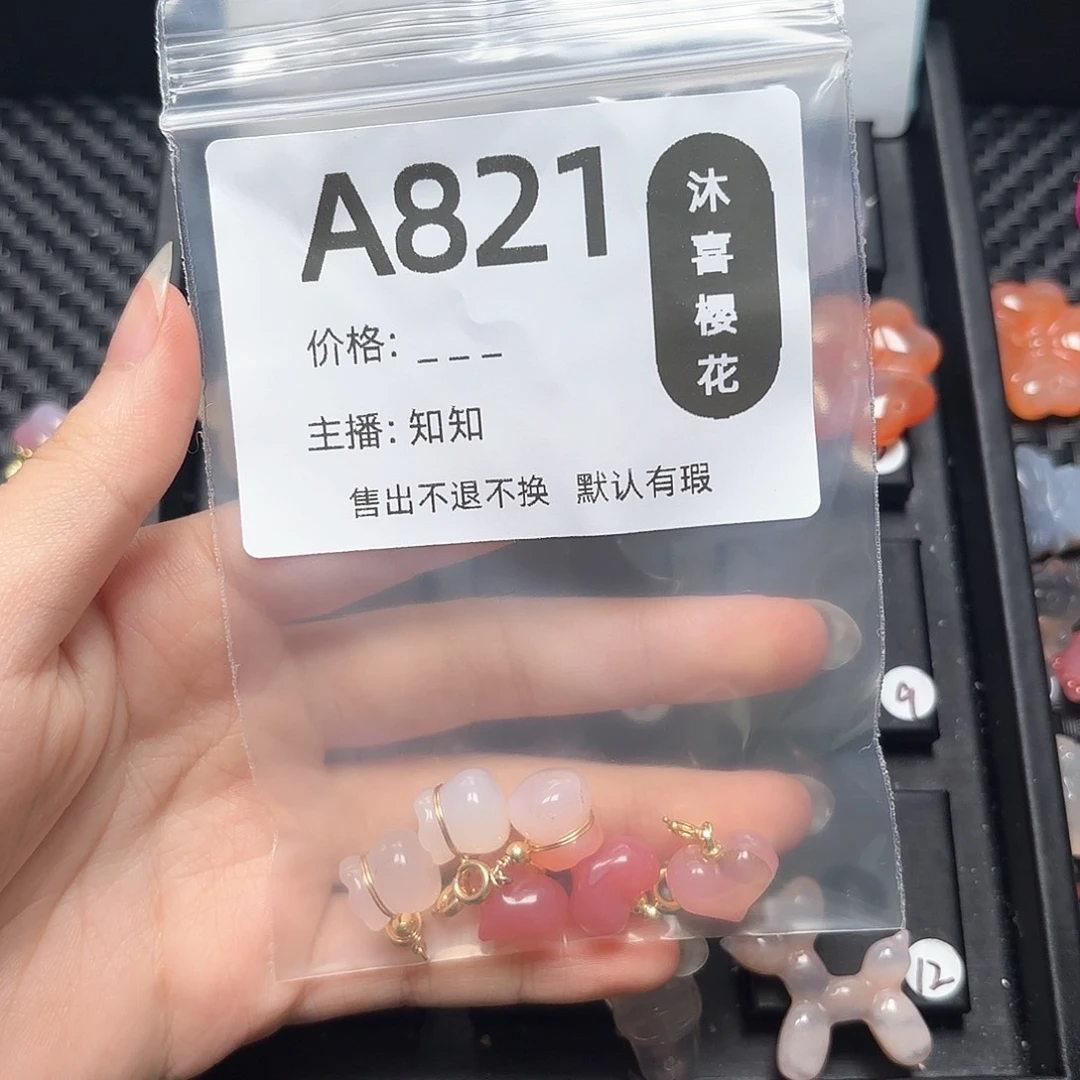 A821
沐喜樱花
价格: _ _ _
主播: 知知
售出不退不换 默认有瑕
9
12